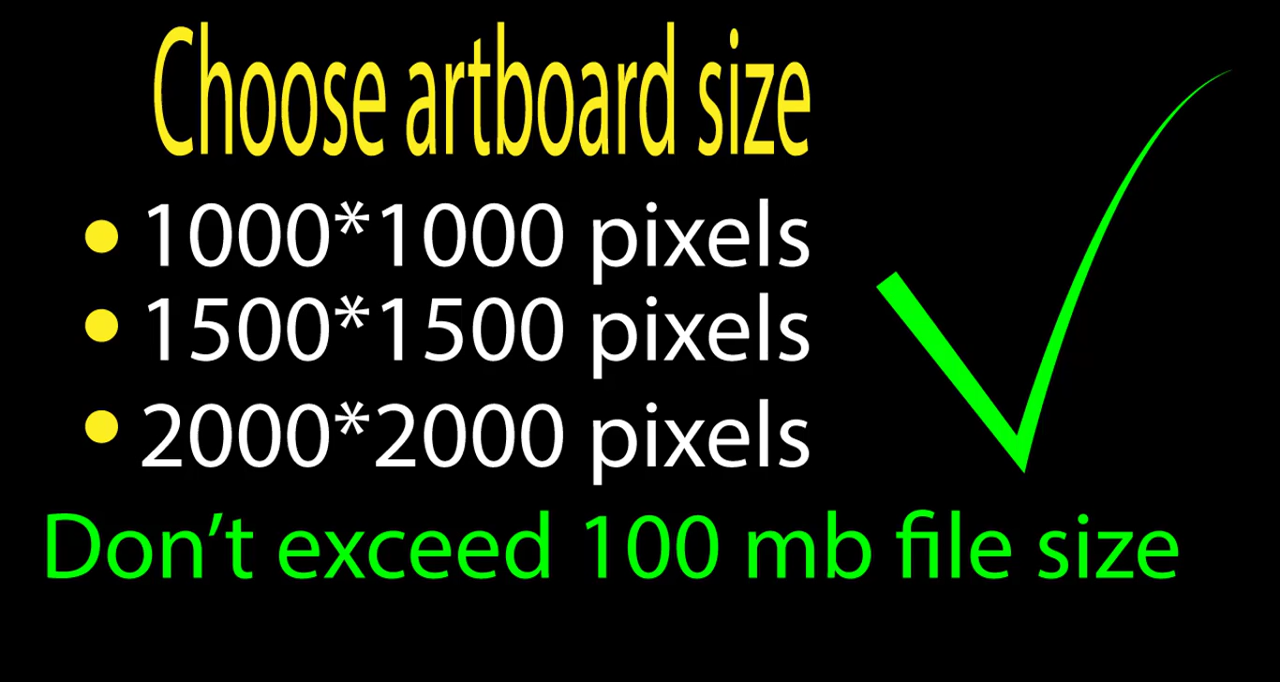 Choose artboard size
• 1000*1000 pixels
• 1500*1500 pixels
• 2000*2000 pixels
Don’t exceed 100 mb file size